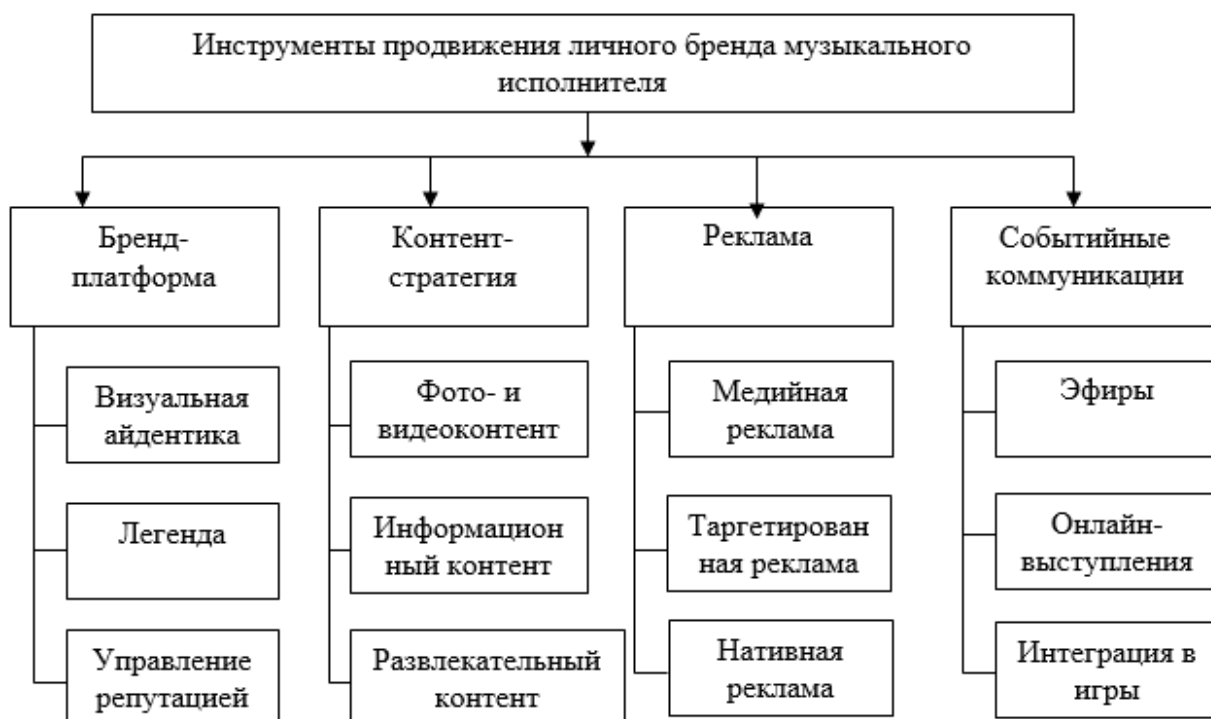 Инструменты продвижения личного бренда музыкального
исполнителя
Бренд-
платформа
Контент-
стратегия
Реклама
Событийные
коммуникации
Визуальная
айдентика
Фото- и
видеоконтент
Медийная
реклама
Эфиры
Легенда
Информацион
ный контент
Таргетирован
ная реклама
Онлайн-
выступления
Управление
репутацией
Развлекательный
контент
Нативная
реклама
Интеграция в
игры